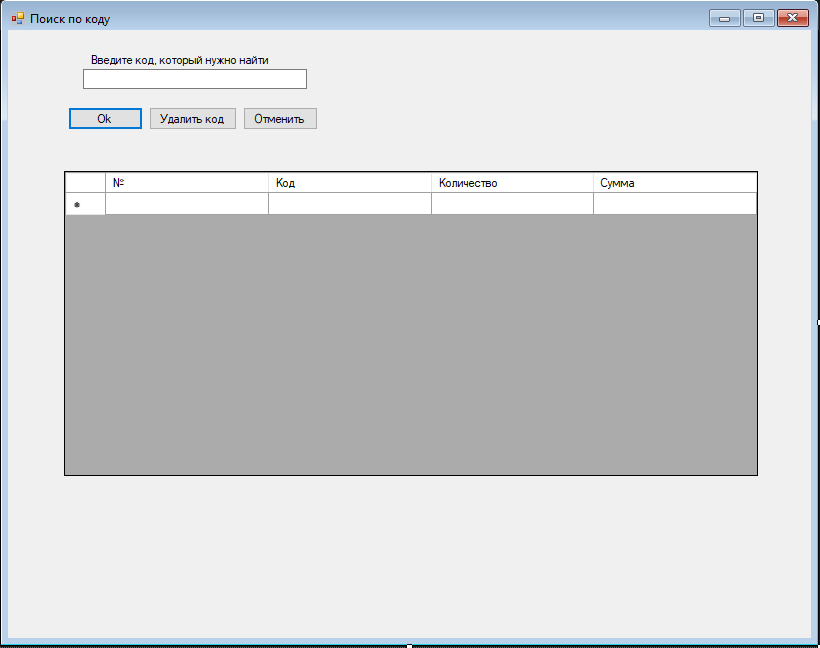 Поиск по коду
Введите код, который нужно найти
Ok Удалить код Отменить
№ Код Количество Сумма